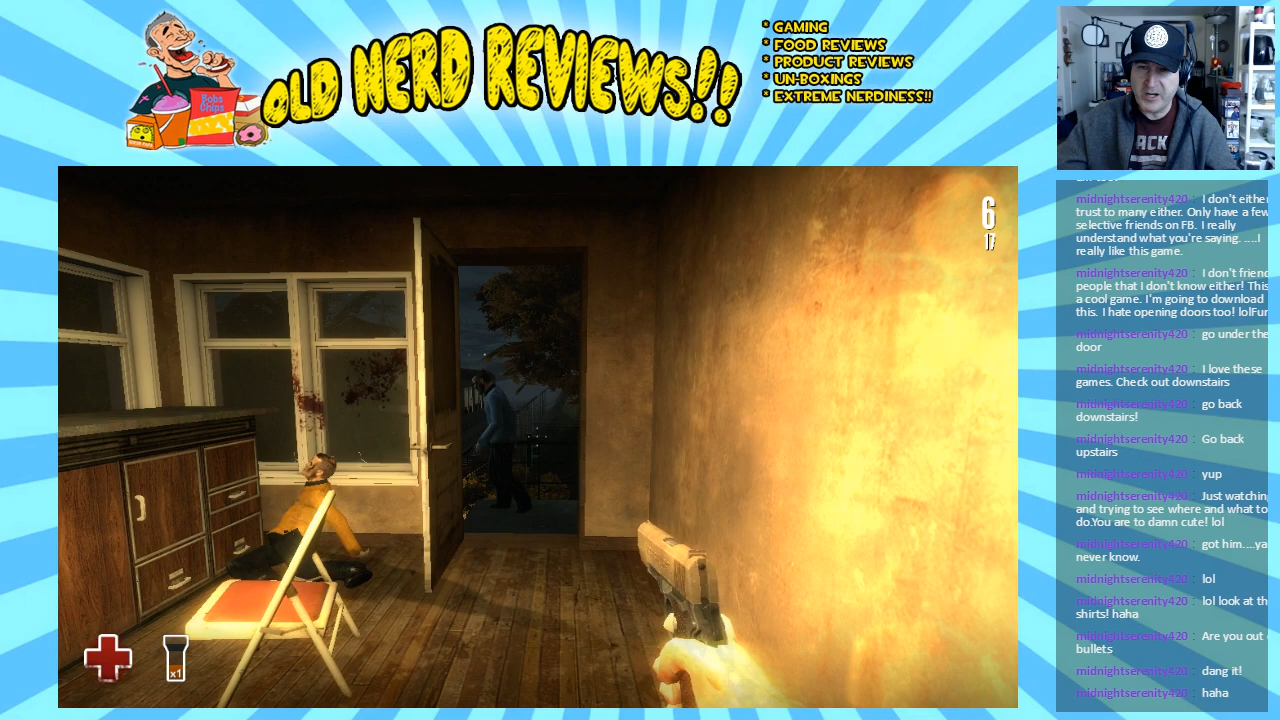 OLD NERD REVIEWS!!
* GAMING
* FOOD REVIEWS
* PRODUCT REVIEWS
* UN-BOXINGS
* EXTREME NERDINESS!!
Bobs
Chips
ACK
6
17
x1
midnightserenity420 : I don't either
trust to many either. Only have a few
selective friends on FB. I really
understand what you're saying. ....I
really like this game.
midnightserenity420 : I don't friend
people that I don't know either! This
a cool game. I'm going to download
this. I hate opening doors too! lolFun
midnightserenity420 : go under the
door
midnightserenity420 : I love these
games. Check out downstairs
midnightserenity420 : go back
downstairs!
midnightserenity420 : Go back
upstairs
midnightserenity420 : yup
midnightserenity420 : Just watching
and trying to see where and what to
do.You are to damn cute! lol
midnightserenity420 : got him....ya
never know.
midnightserenity420 : lol
midnightserenity420 : lol look at th
shirts! haha
midnightserenity420 : Are you out
bullets
midnightserenity420 : dang it!
midnightserenity420 : haha